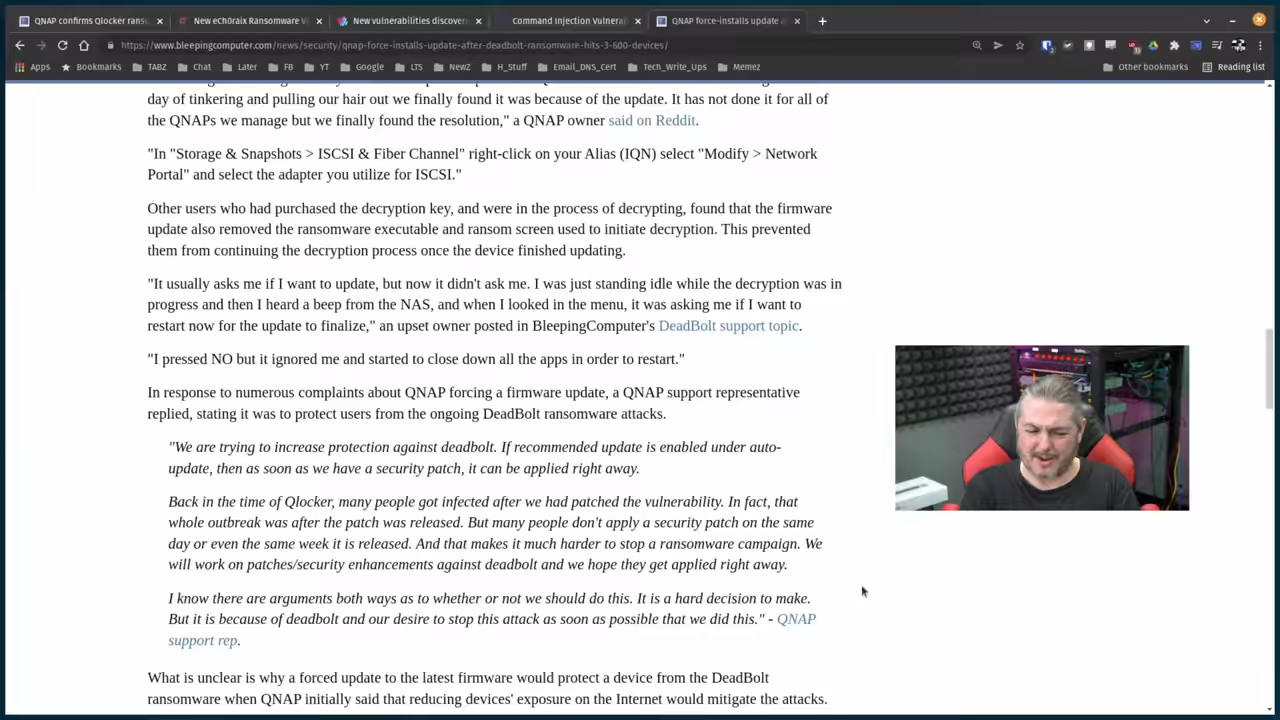 QNAP confirms Qlocker rans
New eCh0raix Ransomware V
New vulnerabilities discover
Command Injection Vulnera
QNAP force-installs update a
https://www.bleepingcomputer.com/news/security/qnap-force-installs-update-after-deadbolt-ransomware-hits-3-600-devices/
Apps Bookmarks TABZ Chat Later FB YT Google LTS NewZ H_Stuff Email_DNS_Cert Tech_Write_Ups Memez Other bookmarks Reading list
day of tinkering and pulling our hair out we finally found it was because of the update. It has not done it for all of
the QNAPs we manage but we finally found the resolution," a QNAP owner said on Reddit.
"In "Storage & Snapshots > ISCSI & Fiber Channel" right-click on your Alias (IQN) select "Modify > Network
Portal" and select the adapter you utilize for ISCSI."
Other users who had purchased the decryption key, and were in the process of decrypting, found that the firmware
update also removed the ransomware executable and ransom screen used to initiate decryption. This prevented
them from continuing the decryption process once the device finished updating.
"It usually asks me if I want to update, but now it didn't ask me. I was just standing idle while the decryption was in
progress and then I heard a beep from the NAS, and when I looked in the menu, it was asking me if I want to
restart now for the update to finalize," an upset owner posted in BleepingComputer's DeadBolt support topic.
"I pressed NO but it ignored me and started to close down all the apps in order to restart."
In response to numerous complaints about QNAP forcing a firmware update, a QNAP support representative
replied, stating it was to protect users from the ongoing DeadBolt ransomware attacks.
"We are trying to increase protection against deadbolt. If recommended update is enabled under auto-
update, then as soon as we have a security patch, it can be applied right away.
Back in the time of Qlocker, many people got infected after we had patched the vulnerability. In fact, that
whole outbreak was after the patch was released. But many people don't apply a security patch on the same
day or even the same week it is released. And that makes it much harder to stop a ransomware campaign. We
will work on patches/security enhancements against deadbolt and we hope they get applied right away.
I know there are arguments both ways as to whether or not we should do this. It is a hard decision to make.
But it is because of deadbolt and our desire to stop this attack as soon as possible that we did this." - QNAP
support rep.
What is unclear is why a forced update to the latest firmware would protect a device from the DeadBolt
ransomware when QNAP initially said that reducing devices' exposure on the Internet would mitigate the attacks.